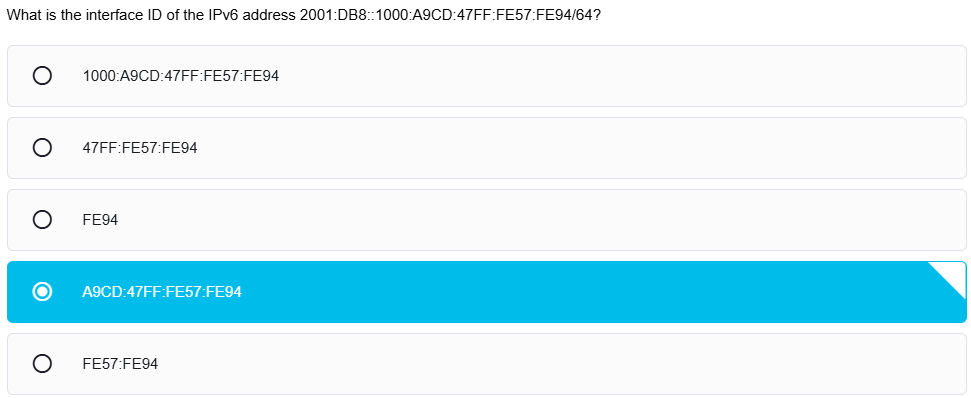 What is the interface ID of the IPv6 address 2001:DB8::1000:A9CD:47FF:FE57:FE94/64?
1000:A9CD:47FF:FE57:FE94
47FF:FE57:FE94
FE94
A9CD:47FF:FE57:FE94
FE57:FE94